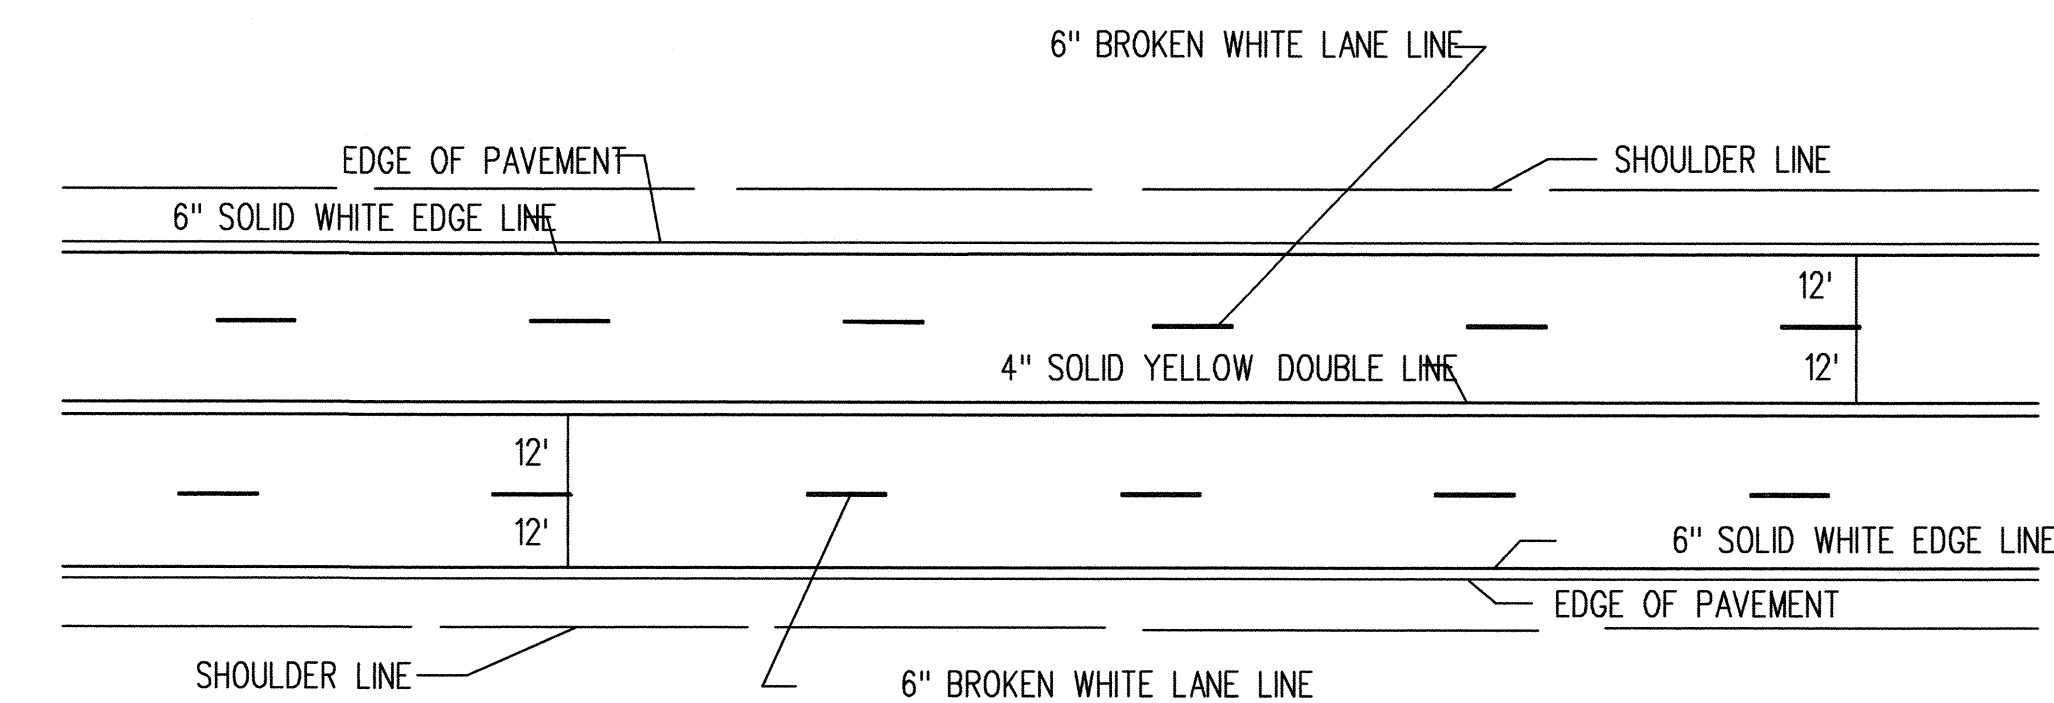 6" BROKEN WHITE LANE LINE
EDGE OF PAVEMENT
SHOULDER LINE
6" SOLID WHITE EDGE LINE
12'
4" SOLID YELLOW DOUBLE LINE
12'
12'
12'
6" SOLID WHITE EDGE LINE
EDGE OF PAVEMENT
SHOULDER LINE
6" BROKEN WHITE LANE LINE